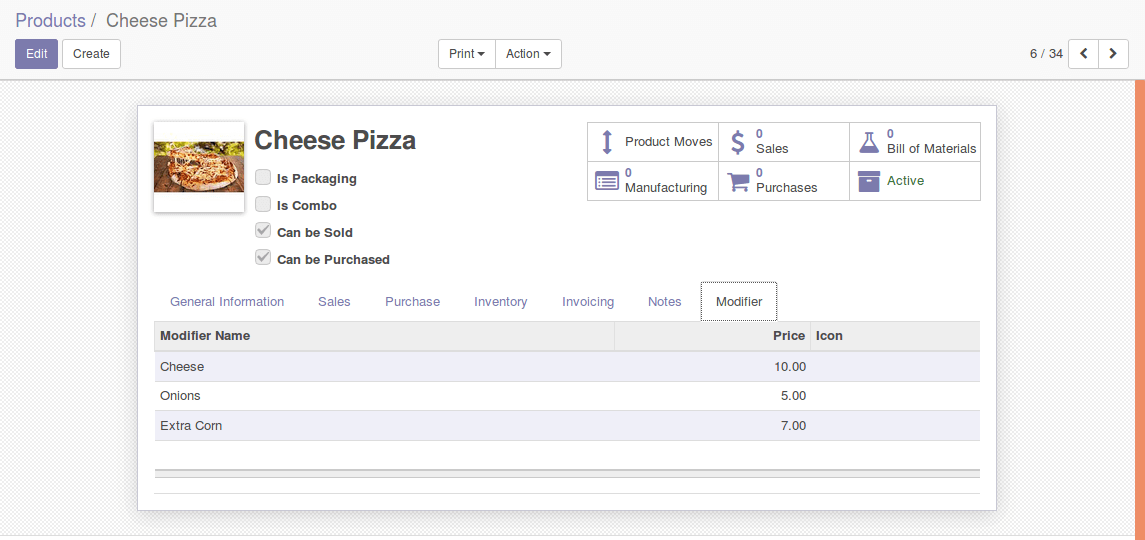 Products / Cheese Pizza
Edit Create Print Action 6 / 34
Cheese Pizza
Is Packaging
Is Combo
Can be Sold
Can be Purchased
Product Moves
0 Sales
0 Bill of Materials
0 Manufacturing
0 Purchases
Active
General Information Sales Purchase Inventory Invoicing Notes Modifier
Modifier Name Price Icon
Cheese 10.00
Onions 5.00
Extra Corn 7.00